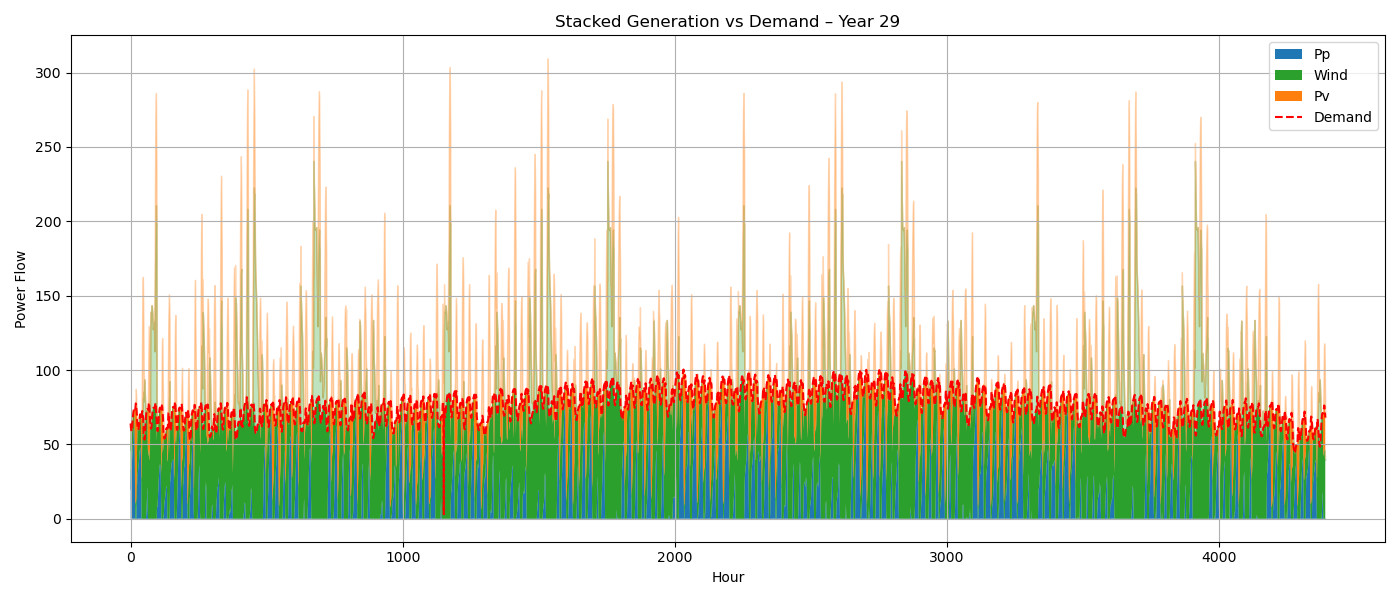 Stacked Generation vs Demand – Year 29
Pp
Wind
Pv
Demand
Power Flow
300
250
200
150
100
50
0
0 1000 2000 3000 4000
Hour